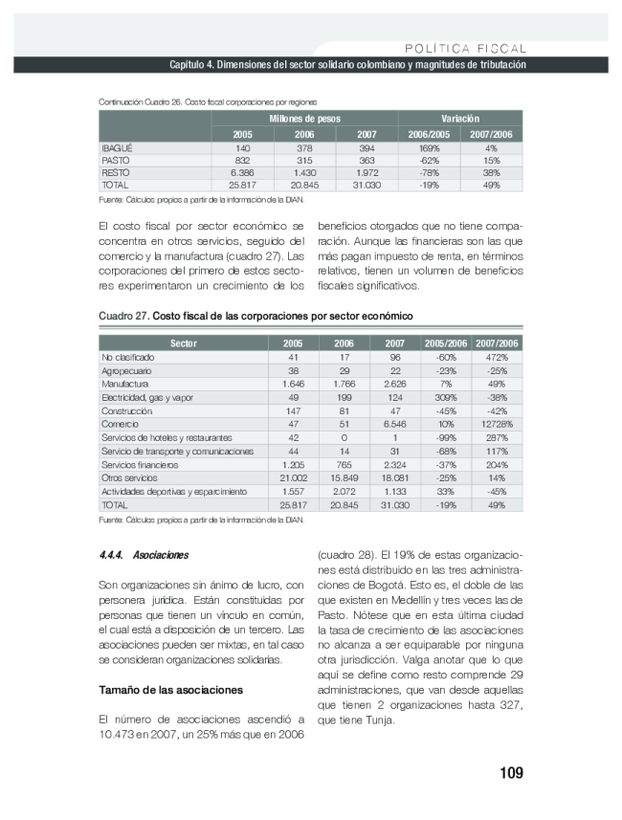 POLÍTICA FISCAL
Capítulo 4. Dimensiones del sector solidario colombiano y magnitudes de tributación
Continuación Cuadro 26. Costo fiscal corporaciones por regiones
Millones de pesos Variación
2005 2006 2007 2006/2005 2007/2006
IBAGUÉ 140 378 394 169% 4%
PASTO 832 315 363 -62% 15%
RESTO 6.386 1.430 1.972 -78% 38%
TOTAL 25.817 20.845 31.030 -19% 49%
Fuente: Cálculos propios a partir de la información de la DIAN.
El costo fiscal por sector económico se
concentra en otros servicios, seguido del
comercio y la manufactura (cuadro 27). Las
corporaciones del primero de estos secto-
res experimentaron un crecimiento de los
beneficios otorgados que no tiene compa-
ración. Aunque las financieras son las que
más pagan impuesto de renta, en términos
relativos, tienen un volumen de beneficios
fiscales significativos.
Cuadro 27. Costo fiscal de las corporaciones por sector económico
Sector 2005 2006 2007 2005/2006 2007/2006
No clasificado 41 17 96 -60% 472%
Agropecuario 38 29 22 -23% -25%
Manufactura 1.646 1.766 2.626 7% 49%
Electricidad, gas y vapor 49 199 124 309% -38%
Construcción 147 81 47 -45% -42%
Comercio 47 51 6.546 10% 12728%
Servicios de hoteles y restaurantes 42 0 1 -99% 287%
Servicio de transporte y comunicaciones 44 14 31 -68% 117%
Servicios financieros 1.205 765 2.324 -37% 204%
Otros servicios 21.002 15.849 18.081 -25% 14%
Actividades deportivas y esparcimiento 1.557 2.072 1.133 33% -45%
TOTAL 25.817 20.845 31.030 -19% 49%
Fuente: Cálculos propios a partir de la información de la DIAN.
4.4.4. Asociaciones
Son organizaciones sin ánimo de lucro, con
personera jurídica. Están constituidas por
personas que tienen un vínculo en común,
el cual está a disposición de un tercero. Las
asociaciones pueden ser mixtas, en tal caso
se consideran organizaciones solidarias.
Tamaño de las asociaciones
El número de asociaciones ascendió a
10.473 en 2007, un 25% más que en 2006
(cuadro 28). El 19% de estas organizacio-
nes está distribuido en las tres administra-
ciones de Bogotá. Esto es, el doble de las
que existen en Medellín y tres veces las de
Pasto. Nótese que en esta última ciudad
la tasa de crecimiento de las asociaciones
no alcanza a ser equiparable por ninguna
otra jurisdicción. Valga anotar que lo que
aquí se define como resto comprende 29
administraciones, que van desde aquellas
que tienen 2 organizaciones hasta 327,
que tiene Tunja.
109